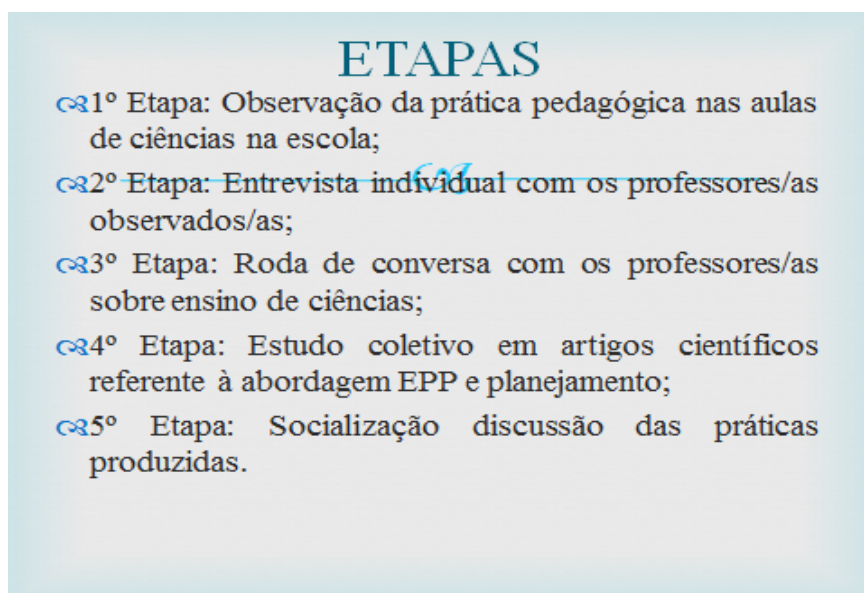 ETAPAS
1º Etapa: Observação da prática pedagógica nas aulas
de ciências na escola;
2º Etapa: Entrevista individual com os professores/as
observados/as;
3º Etapa: Roda de conversa com os professores/as
sobre ensino de ciências;
4º Etapa: Estudo coletivo em artigos científicos
referente à abordagem EPP e planejamento;
5º Etapa: Socialização discussão das práticas
produzidas.